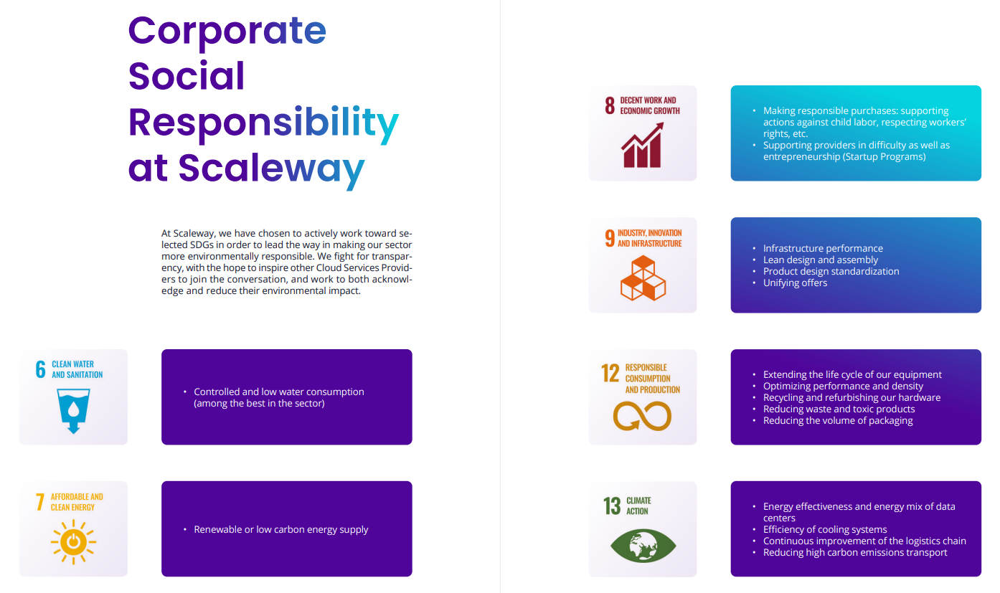 Corporate
Social
Responsibility
at Scaleway
At Scaleway, we have chosen to actively work toward se-
lected SDGs in order to lead the way in making our sector
more environmentally responsible. We fight for transpar-
ency, with the hope to inspire other Cloud Services Provid-
ers to join the conversation, and work to both acknowl-
edge and reduce their environmental impact.
6 CLEAN WATER
AND SANITATION
• Controlled and low water consumption
(among the best in the sector)
7 AFFORDABLE AND
CLEAN ENERGY
• Renewable or low carbon energy supply
8 DECENT WORK AND
ECONOMIC GROWTH
• Making responsible purchases: supporting
actions against child labor, respecting workers’
rights, etc.
• Supporting providers in difficulty as well as
entrepreneurship (Startup Programs)
9 INDUSTRY, INNOVATION
AND INFRASTRUCTURE
• Infrastructure performance
• Lean design and assembly
• Product design standardization
• Unifying offers
12 RESPONSIBLE
CONSUMPTION
AND PRODUCTION
• Extending the life cycle of our equipment
• Optimizing performance and density
• Recycling and refurbishing our hardware
• Reducing waste and toxic products
• Reducing the volume of packaging
13 CLIMATE
ACTION
• Energy effectiveness and energy mix of data
centers
• Efficiency of cooling systems
• Continuous improvement of the logistics chain
• Reducing high carbon emissions transport